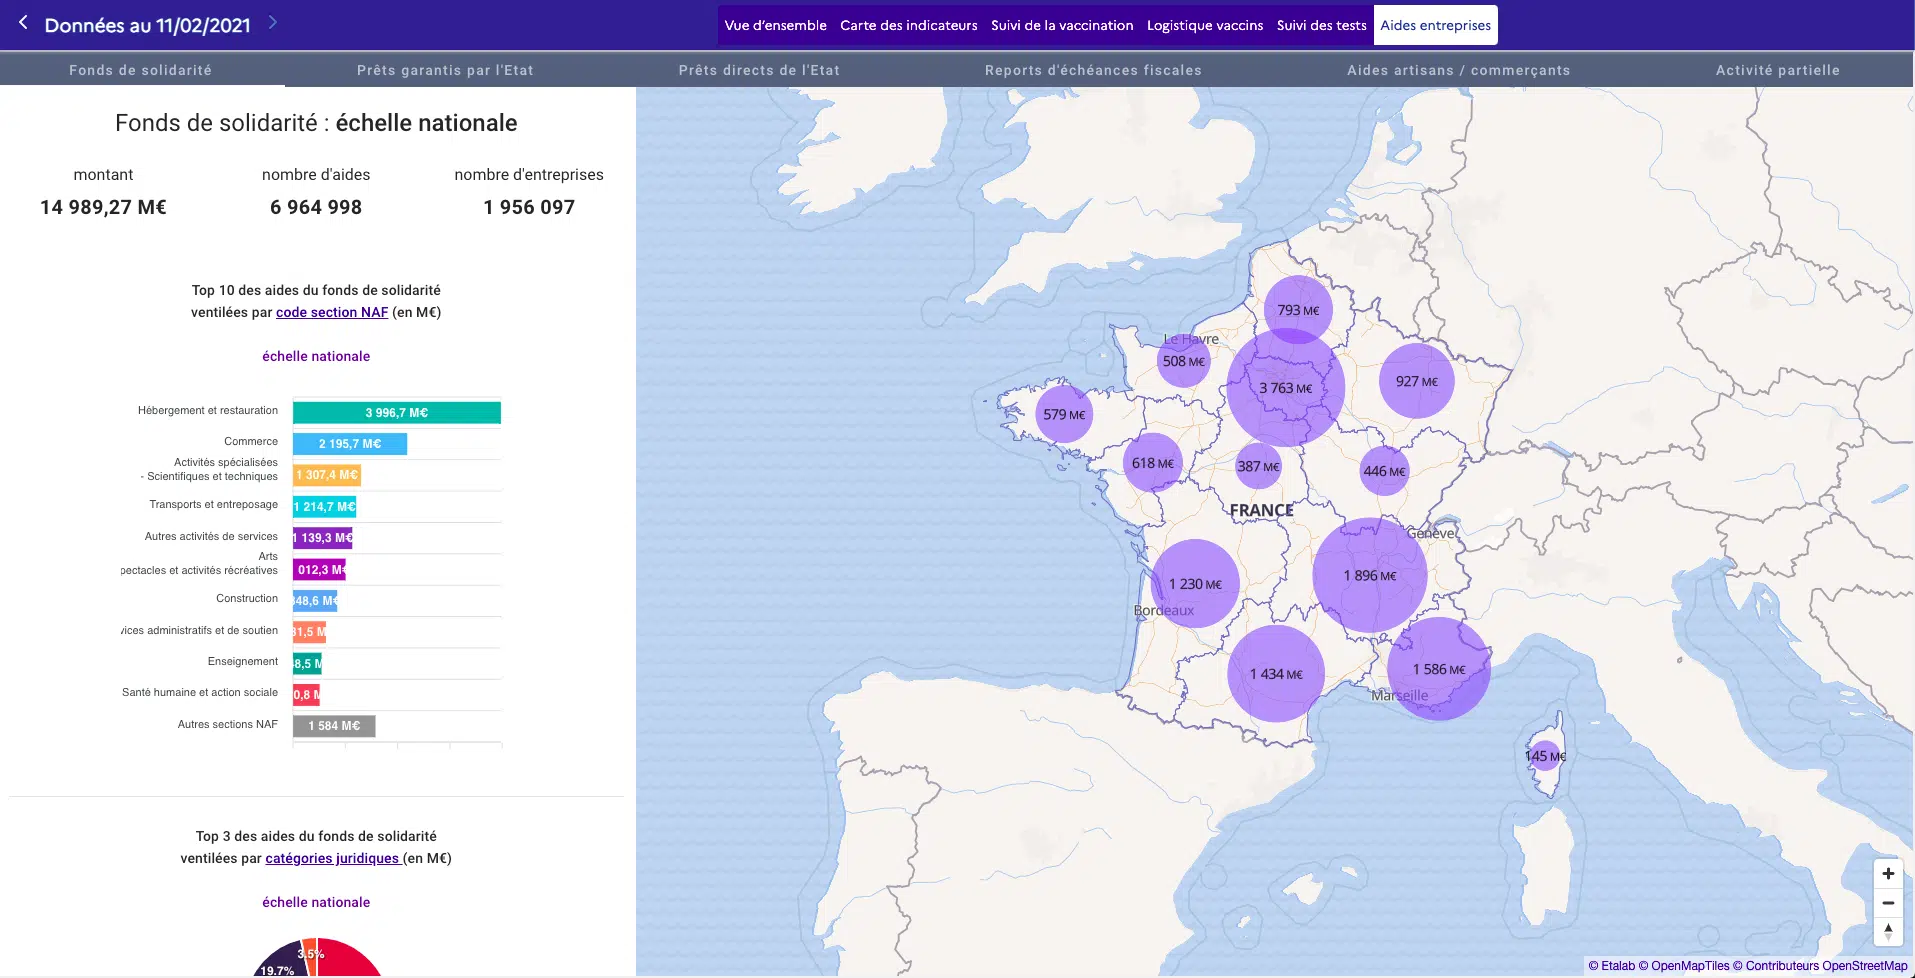 Données au 11/02/2021
Vue d'ensemble
Carte des indicateurs
Suivi de la vaccination
Logistique vaccins
Suivi des tests
Aides entreprises
Fonds de solidarité
Prêts garantis par l'Etat
Prêts directs de l'Etat
Reports d'échéances fiscales
Aides artisans / commerçants
Activité partielle
Fonds de solidarité : échelle nationale
montant
nombre d'aides
nombre d'entreprises
14 989,27 M€
6 964 998
1 956 097
Top 10 des aides du fonds de solidarité
ventilées par code section NAF (en M€)
échelle nationale
Hébergement et restauration
3 996,7 M€
Commerce
2 195,7 M€
Activités spécialisées
- Scientifiques et techniques
1 307,4 M€
Transports et entreposage
1 214,7 M€
Autres activités de services
1 139,3 M€
Arts
pectacles et activités récréatives
012,3 M€
Construction
48,6 M€
vices administratifs et de soutien
31,5 M
Enseignement
8,5 M
Santé humaine et action sociale
0,8 M
Autres sections NAF
1 584 M€
Top 3 des aides du fonds de solidarité
ventilées par catégories juridiques (en M€)
échelle nationale
3.5%
19.7%
793 M€
Le Havre
508 M€
3 763 M€
927 M€
579 M€
618 M€
387 M€
446 M€
FRANCE
Genève
1 230 M€
1 896 M€
Bordeaux
1 434 M€
1 586 M€
Marseille
145 M€
© Etalab © OpenMapTiles © Contributeurs OpenStreetMap